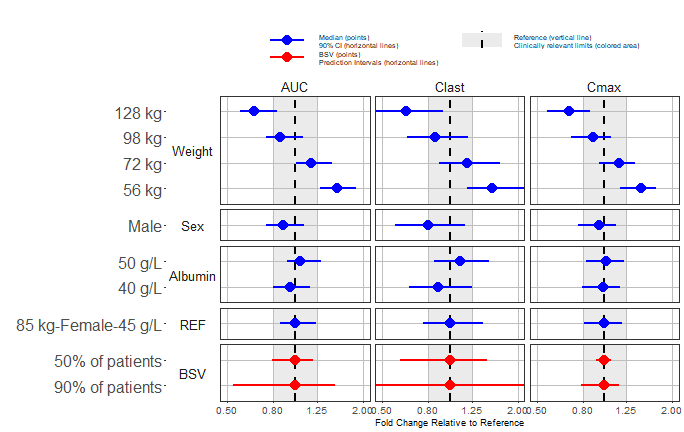 Median (points)
90% CI (horizontal lines)
BSV (points)
Prediction Intervals (horizontal lines)
Reference (vertical line)
Clinically relevant limits (colored area)
AUC Clast Cmax
128 kg
98 kg
Weight
72 kg
56 kg
Male Sex
50 g/L
Albumin
40 g/L
85 kg-Female-45 g/L REF
50% of patients
BSV
90% of patients
0.50 0.80 1.25 2.00 0.50 0.80 1.25 2.00 0.50 0.80 1.25 2.00
Fold Change Relative to Reference